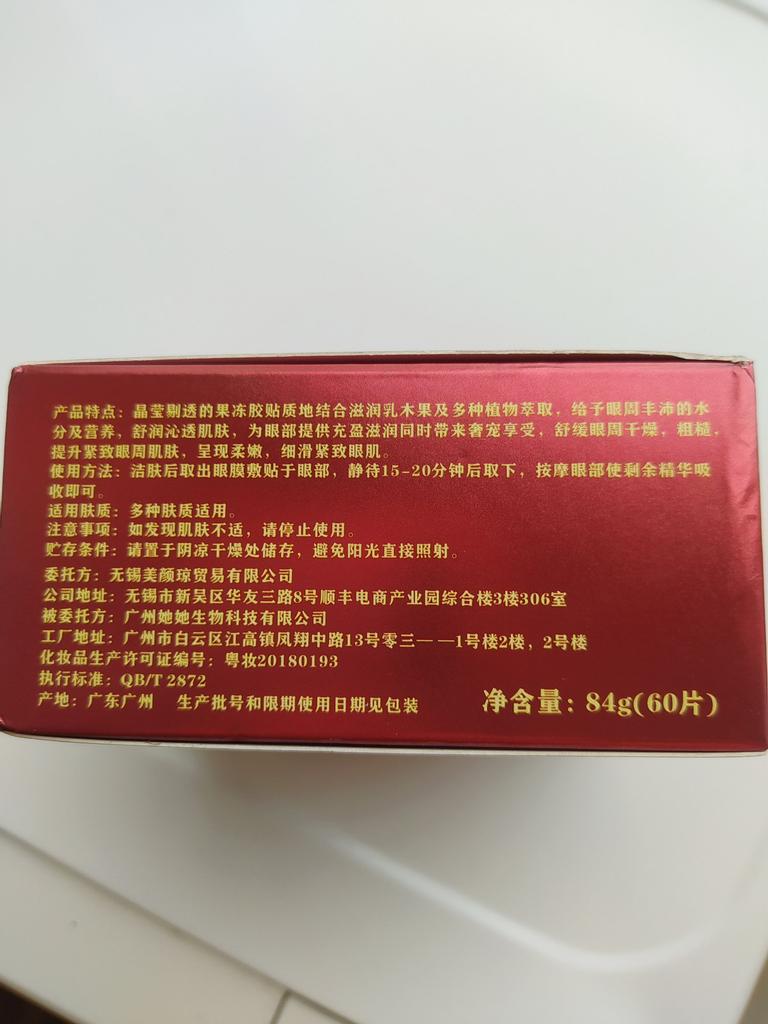 产品特点：晶莹剔透的果冻胶贴质地结合滋润乳木果及多种植物萃取，给予眼周丰沛的水
分及营养，舒润沁透肌肤，为眼部提供充盈滋润同时带来奢宠享受，舒缓眼周干燥，粗糙，
提升紧致眼周肌肤，呈现柔嫩，细滑紧致眼肌。
使用方法：洁肤后取出眼膜敷贴于眼部，静待15-20分钟后取下，按摩眼部使剩余精华吸
收即可。
适用肤质：多种肤质适用。
注意事项：如发现肌肤不适，请停止使用。
贮存条件：请置于阴凉干燥处储存，避免阳光直接照射。
委托方：无锡美颜琼贸易有限公司
公司地址：无锡市新吴区华友三路8号顺丰电商产业园综合楼3楼306室
被委托方：广州她她生物科技有限公司
工厂地址：广州市白云区江高镇凤翔中路13号零三一 —1号楼2楼，2号楼
化妆品生产许可证编号：粤妆20180193
执行标准：QB/T 2872
产地：广东广州 生产批号和限期使用日期见包装
净含量：84g(60片)